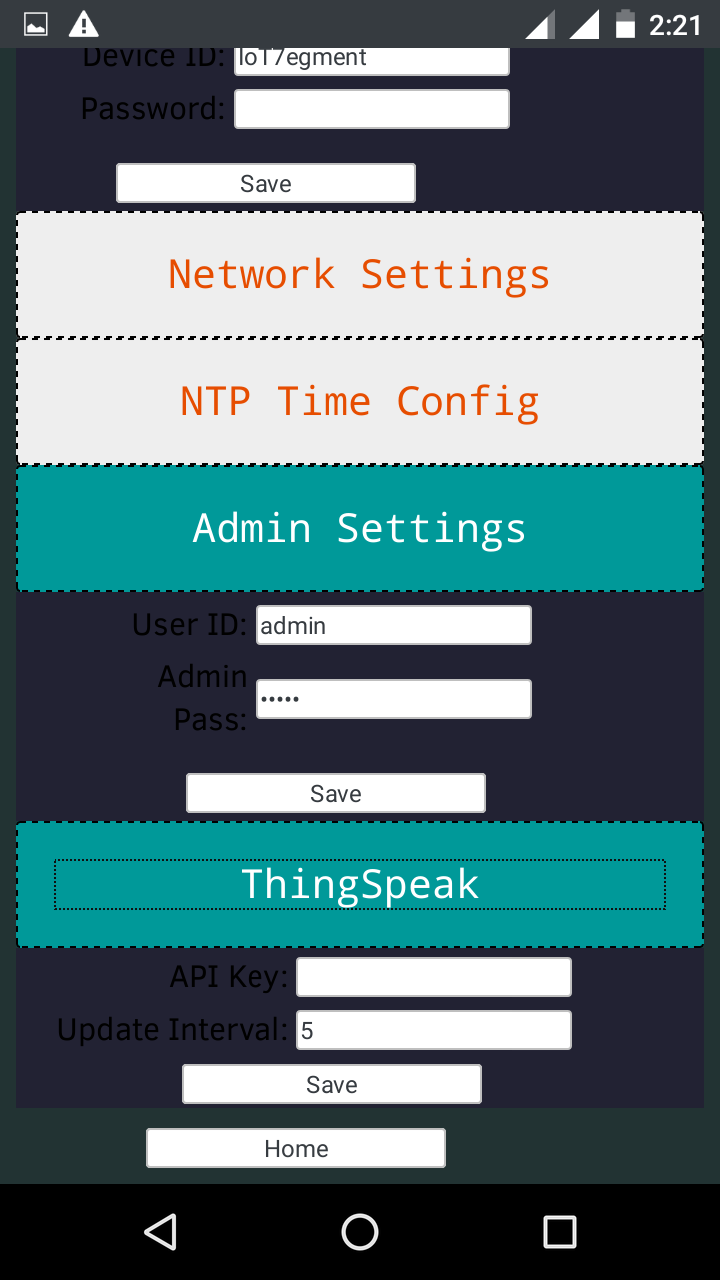 2:21
Device ID: IoT7egment
Password:
Save
Network Settings
NTP Time Config
Admin Settings
User ID: admin
Admin
Pass: •••••
Save
ThingSpeak
API Key:
Update Interval: 5
Save
Home